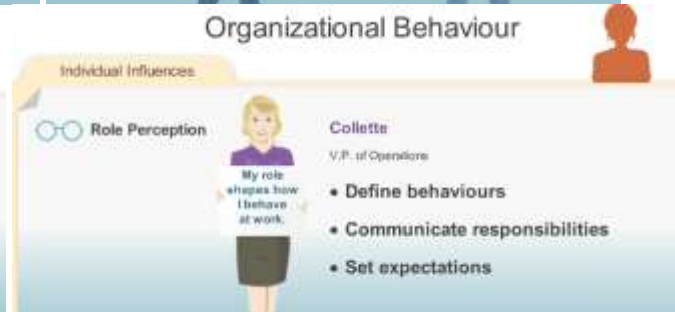 Organizational Behaviour
Individual Influences
Role Perception
My role
shapes how
I behave
at work.
Collette
V.P. of Operations
• Define behaviours
• Communicate responsibilities
• Set expectations